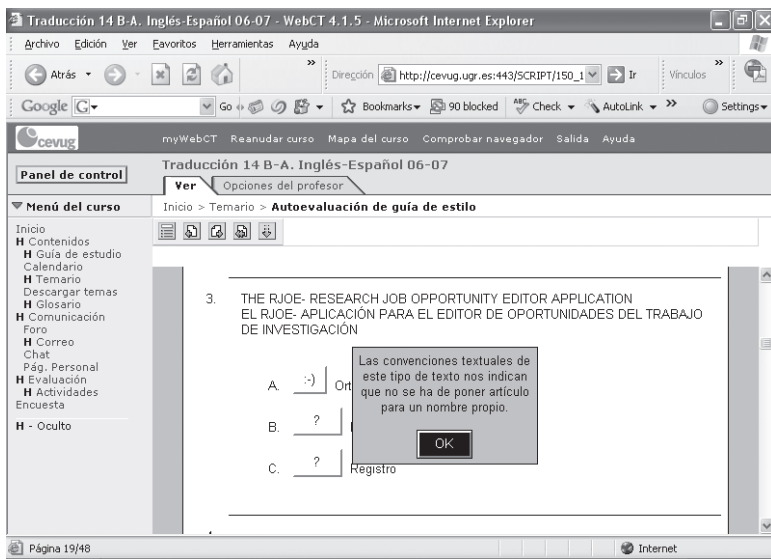 Traducción 14 B-A. Inglés-Español 06-07 - WebCT 4.1.5 - Microsoft Internet Explorer
Archivo Edición Ver Favoritos Herramientas Ayuda
Atrás » Dirección http://cevug.ugr.es:443/SCRIPT/150_1 Ir Vínculos »
Google G Go Bookmarks 90 blocked ABC Check AutoLink » Settings
Cevug myWebCT Reanudar curso Mapa del curso Comprobar navegador Salida Ayuda
Panel de control
Traducción 14 B-A. Inglés-Español 06-07
Ver Opciones del profesor
Menú del curso
Inicio > Temario > Autoevaluación de guía de estilo
Inicio
H Contenidos
H Guía de estudio
Calendario
H Temario
Descargar temas
H Glosario
H Comunicación
Foro
H Correo
Chat
Pág. Personal
H Evaluación
H Actividades
Encuesta
H - Oculto
3. THE RJOE- RESEARCH JOB OPPORTUNITY EDITOR APPLICATION
EL RJOE- APLICACIÓN PARA EL EDITOR DE OPORTUNIDADES DEL TRABAJO
DE INVESTIGACIÓN
A. :-) Ort
B. ?
C. ? Registro
Las convenciones textuales de
este tipo de texto nos indican
que no se ha de poner artículo
para un nombre propio.
OK
Página 19/48 Internet